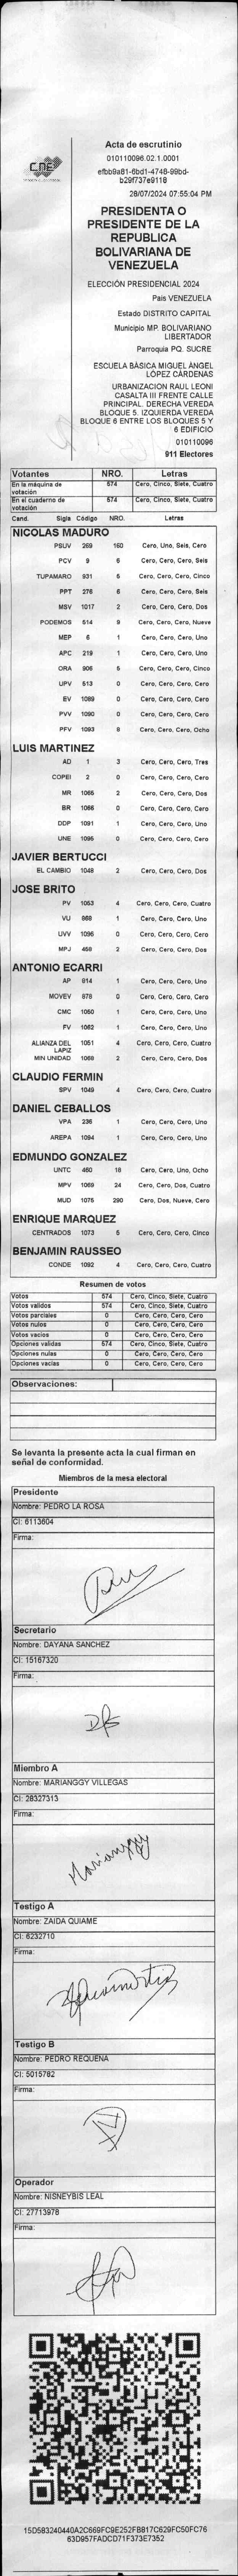 CNE
Acta de escrutinio
010110096.02.1.0001
efbb9a81-6bd1-4748-99bd-
b29f737e9118
28/07/2024 07:55:04 PM
PRESIDENTA O
PRESIDENTE DE LA
REPUBLICA
BOLIVARIANA DE
VENEZUELA
ELECCIÓN PRESIDENCIAL 2024
País VENEZUELA
Estado DISTRITO CAPITAL
Municipio MP. BOLIVARIANO
LIBERTADOR
Parroquia PQ. SUCRE
ESCUELA BÁSICA MIGUEL ÁNGEL
LÓPEZ CÁRDENAS
URBANIZACION RAUL LEONI
CASALTA III FRENTE CALLE
PRINCIPAL. DERECHA VEREDA
BLOQUE 5. IZQUIERDA VEREDA
BLOQUE 6 ENTRE LOS BLOQUES 5 Y
6 EDIFICIO
010110096
911 Electores
Votantes NRO. Letras
En la máquina de votación 574 Cero, Cinco, Siete, Cuatro
En el cuaderno de votación 574 Cero, Cinco, Siete, Cuatro
Cand. Sigla Código NRO. Letras
NICOLAS MADURO
PSUV 269 160 Cero, Uno, Seis, Cero
PCV 9 6 Cero, Cero, Cero, Seis
TUPAMARO 931 5 Cero, Cero, Cero, Cinco
PPT 276 6 Cero, Cero, Cero, Seis
MSV 1017 2 Cero, Cero, Cero, Dos
PODEMOS 514 9 Cero, Cero, Cero, Nueve
MEP 6 1 Cero, Cero, Cero, Uno
APC 219 1 Cero, Cero, Cero, Uno
ORA 906 5 Cero, Cero, Cero, Cinco
UPV 513 0 Cero, Cero, Cero, Cero
EV 1089 0 Cero, Cero, Cero, Cero
PVV 1090 0 Cero, Cero, Cero, Cero
PFV 1093 8 Cero, Cero, Cero, Ocho
LUIS MARTINEZ
AD 1 3 Cero, Cero, Cero, Tres
COPEI 2 0 Cero, Cero, Cero, Cero
MR 1065 2 Cero, Cero, Cero, Dos
BR 1066 0 Cero, Cero, Cero, Cero
DDP 1091 1 Cero, Cero, Cero, Uno
UNE 1095 0 Cero, Cero, Cero, Cero
JAVIER BERTUCCI
EL CAMBIO 1048 2 Cero, Cero, Cero, Dos
JOSE BRITO
PV 1053 4 Cero, Cero, Cero, Cuatro
VU 868 1 Cero, Cero, Cero, Uno
UVV 1096 0 Cero, Cero, Cero, Cero
MPJ 458 2 Cero, Cero, Cero, Dos
ANTONIO ECARRI
AP 814 1 Cero, Cero, Cero, Uno
MOVEV 878 0 Cero, Cero, Cero, Cero
CMC 1050 1 Cero, Cero, Cero, Uno
FV 1062 1 Cero, Cero, Cero, Uno
ALIANZA DEL LAPIZ 1051 4 Cero, Cero, Cero, Cuatro
MIN UNIDAD 1068 2 Cero, Cero, Cero, Dos
CLAUDIO FERMIN
SPV 1049 4 Cero, Cero, Cero, Cuatro
DANIEL CEBALLOS
VPA 236 1 Cero, Cero, Cero, Uno
AREPA 1094 1 Cero, Cero, Cero, Uno
EDMUNDO GONZALEZ
UNTC 460 18 Cero, Cero, Uno, Ocho
MPV 1069 24 Cero, Cero, Dos, Cuatro
MUD 1075 290 Cero, Dos, Nueve, Cero
ENRIQUE MARQUEZ
CENTRADOS 1073 5 Cero, Cero, Cero, Cinco
BENJAMIN RAUSSEO
CONDE 1092 4 Cero, Cero, Cero, Cuatro
Resumen de votos
Votos 574 Cero, Cinco, Siete, Cuatro
Votos validos 574 Cero, Cinco, Siete, Cuatro
Votos parciales 0 Cero, Cero, Cero, Cero
Votos nulos 0 Cero, Cero, Cero, Cero
Votos vacios 0 Cero, Cero, Cero, Cero
Opciones validas 574 Cero, Cinco, Siete, Cuatro
Opciones nulas 0 Cero, Cero, Cero, Cero
Opciones vacias 0 Cero, Cero, Cero, Cero
Observaciones:
Se levanta la presente acta la cual firman en
señal de conformidad.
Miembros de la mesa electoral
Presidente
Nombre: PEDRO LA ROSA
CI: 6113604
Firma:
Secretario
Nombre: DAYANA SANCHEZ
CI: 15167320
Firma:
Miembro A
Nombre: MARIANGGY VILLEGAS
CI: 28327313
Firma:
Marianggy
Testigo A
Nombre: ZAIDA QUIAME
CI: 6232710
Firma:
Testigo B
Nombre: PEDRO REQUENA
CI: 5015762
Firma:
Operador
Nombre: NISNEYBIS LEAL
CI: 27713978
Firma:
15D583240440A2C669FC9E252FB817C629FC50FC76
63D957FADCD71F373E7352